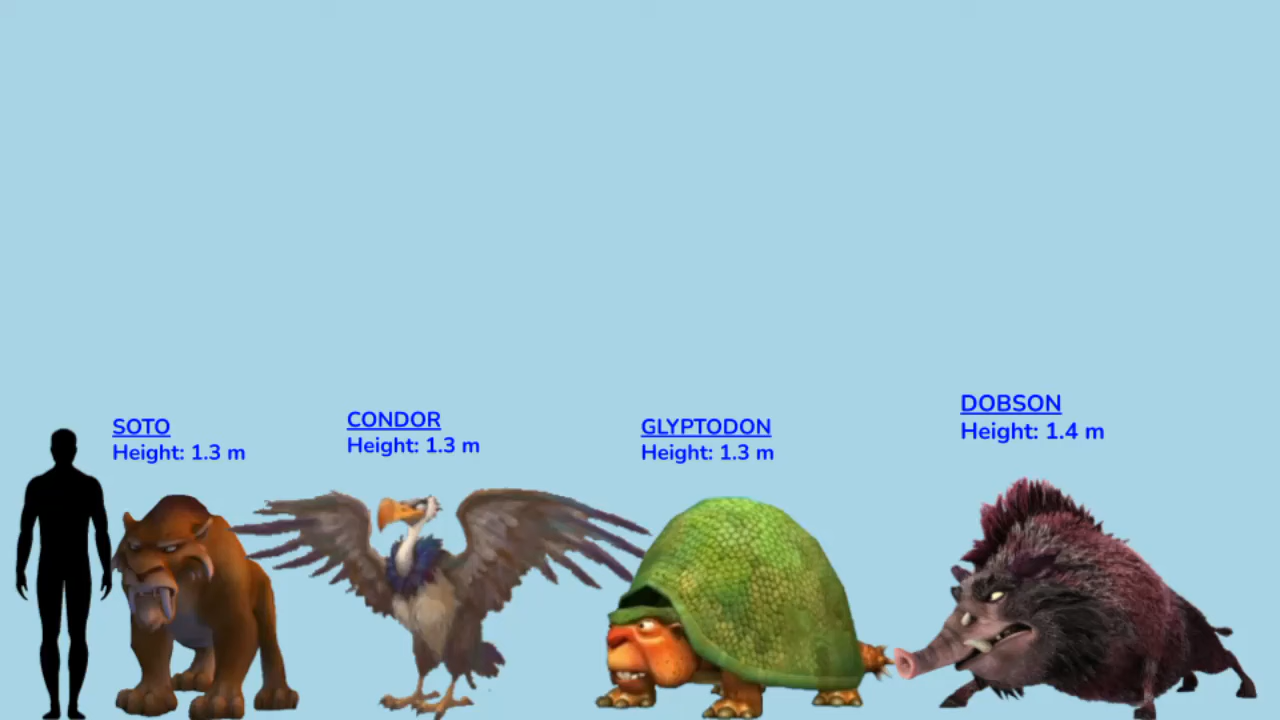 SOTO
Height: 1.3 m
CONDOR
Height: 1.3 m
GLYPTODON
Height: 1.3 m
DOBSON
Height: 1.4 m